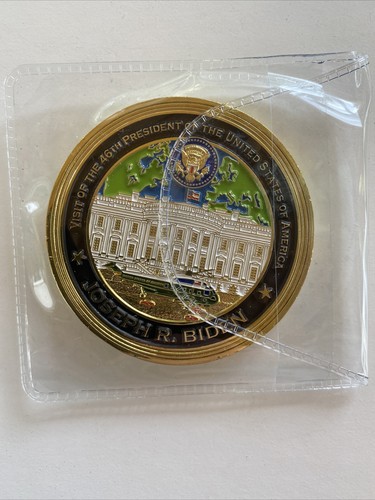 VISIT OF THE 46TH PRESIDENT OF THE UNITED STATES OF AMERICA
JOSEPH R. BIDEN